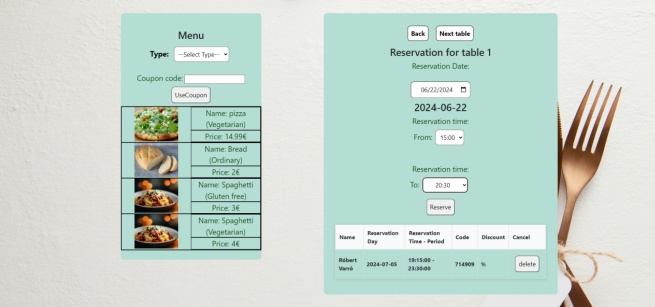 Menu
Type: --Select Type--
Coupon code:
UseCoupon
Name: pizza
(Vegetarian)
Price: 14.99€
Name: Bread
(Ordinary)
Price: 2€
Name: Spaghetti
(Gluten free)
Price: 3€
Name: Spaghetti
(Vegetarian)
Price: 4€
Back Next table
Reservation for table 1
Reservation Date:
06/22/2024
2024-06-22
Reservation time:
From: 15:00
Reservation time:
To: 20:30
Reserve
Name Reservation Day Reservation Time - Period Code Discount Cancel
Róbert Varró 2024-07-05 19:15:00 - 23:30:00 714909 % delete